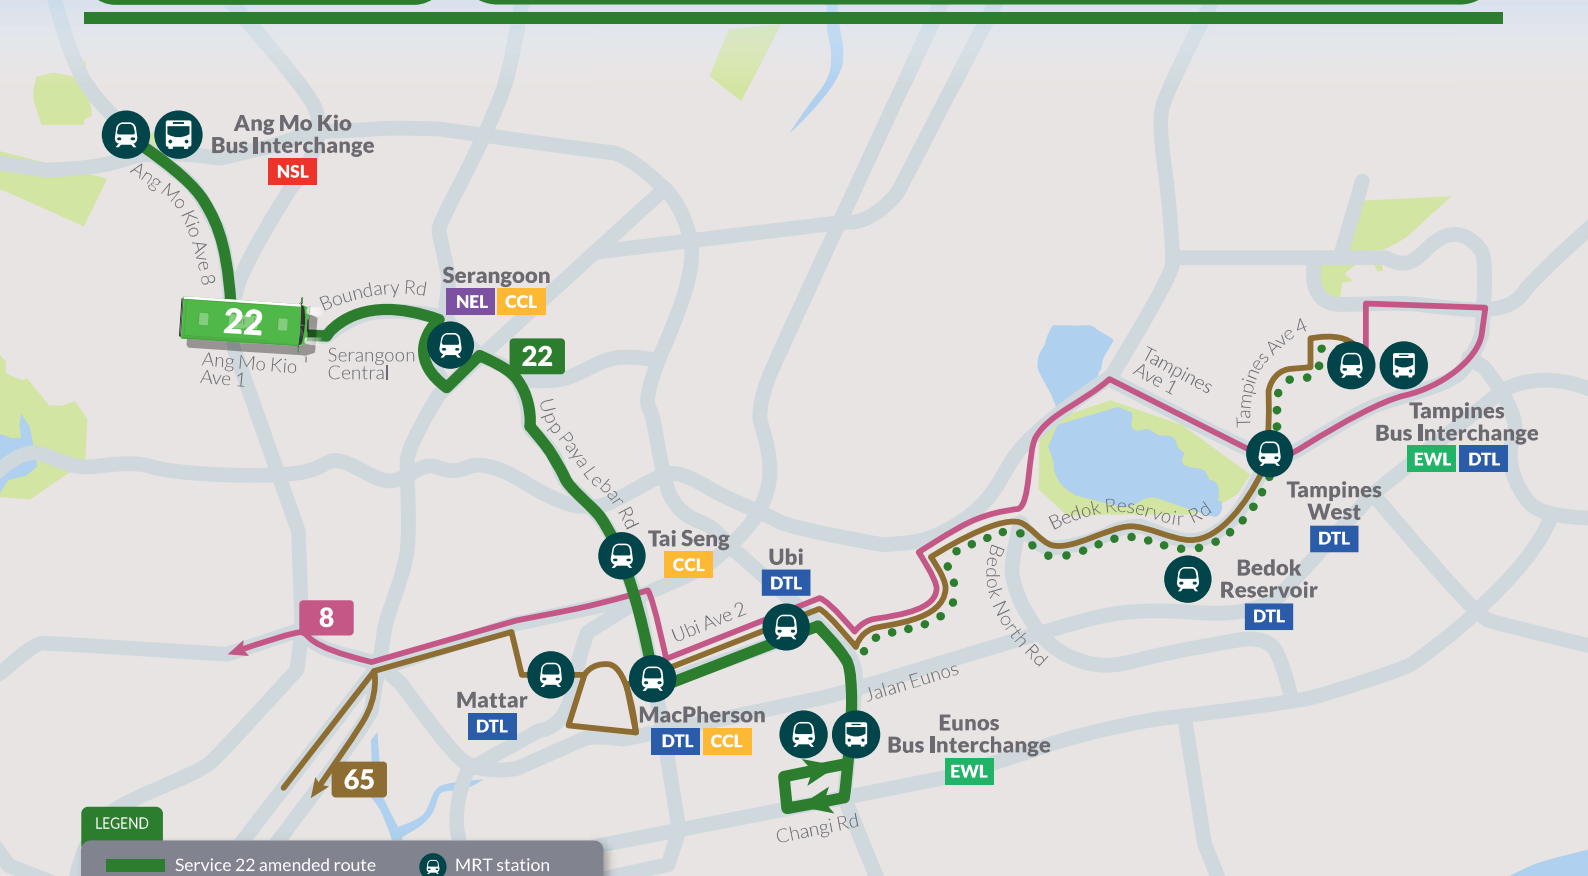 Ang Mo Kio
Bus Interchange
NSL
Ang Mo Kio Ave 8
22
Boundary Rd
Serangoon
NEL CCL
Serangoon
Central
Ang Mo Kio
Ave 1
22
Upp Paya Lebar Rd
Tampines
Ave 1
Tampines Ave 4
Tampines
Bus Interchange
EWL DTL
Tampines
West
DTL
Bedok Reservoir Rd
Tai Seng
CCL
Ubi
DTL
Bedok North Rd
Bedok
Reservoir
DTL
8
Ubi Ave 2
Jalan Eunos
Mattar
DTL
MacPherson
DTL CCL
Eunos
Bus Interchange
EWL
65
Changi Rd
LEGEND
Service 22 amended route
MRT station